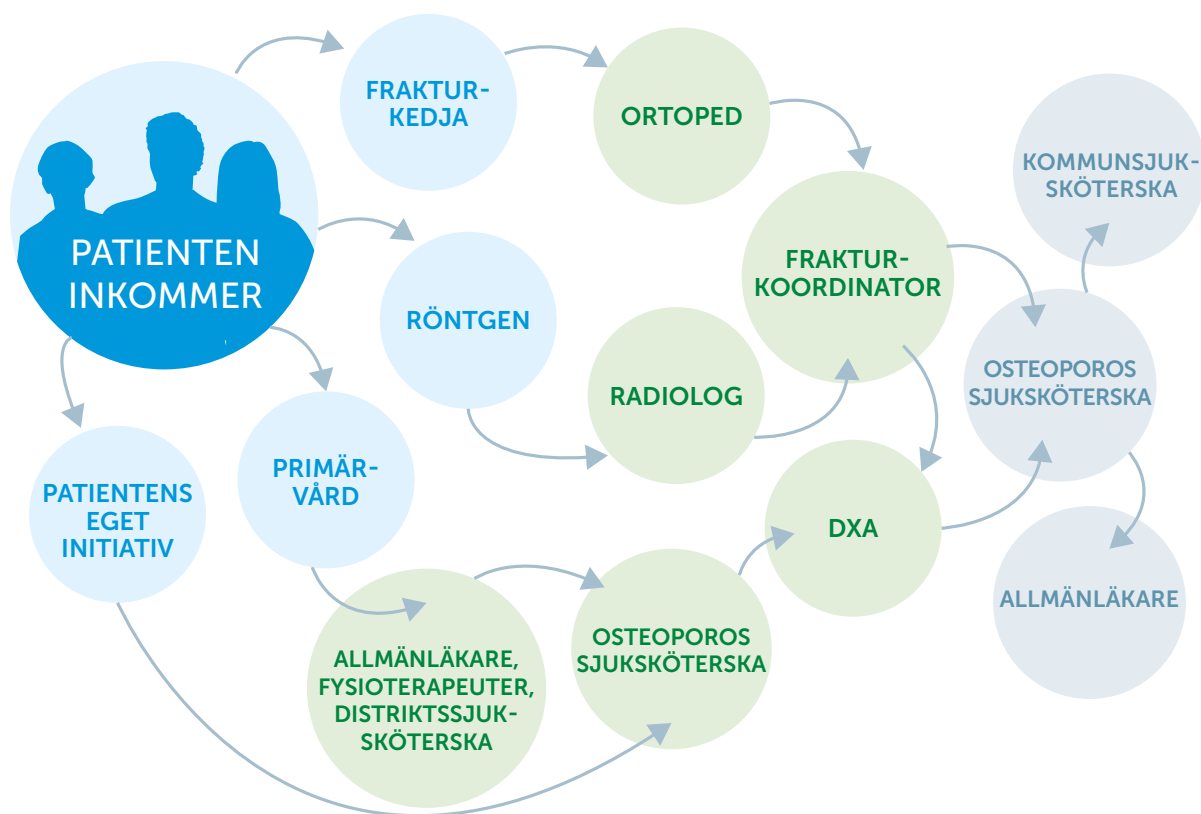 PATIENTEN
INKOMMER
FRAKTUR-
KEDJA
ORTOPED
KOMMUNSJUK-
SKÖTERSKA
FRAKTUR-
KOORDINATOR
RÖNTGEN
RADIOLOG
OSTEOPOROS
SJUKSKÖTERSKA
PRIMÄR-
VÅRD
PATIENTENS
EGET
INITIATIV
DXA
ALLMÄNLÄKARE
ALLMÄNLÄKARE,
FYSIOTERAPEUTER,
DISTRIKTSSJUK-
SKÖTERSKA
OSTEOPOROS
SJUKSKÖTERSKA